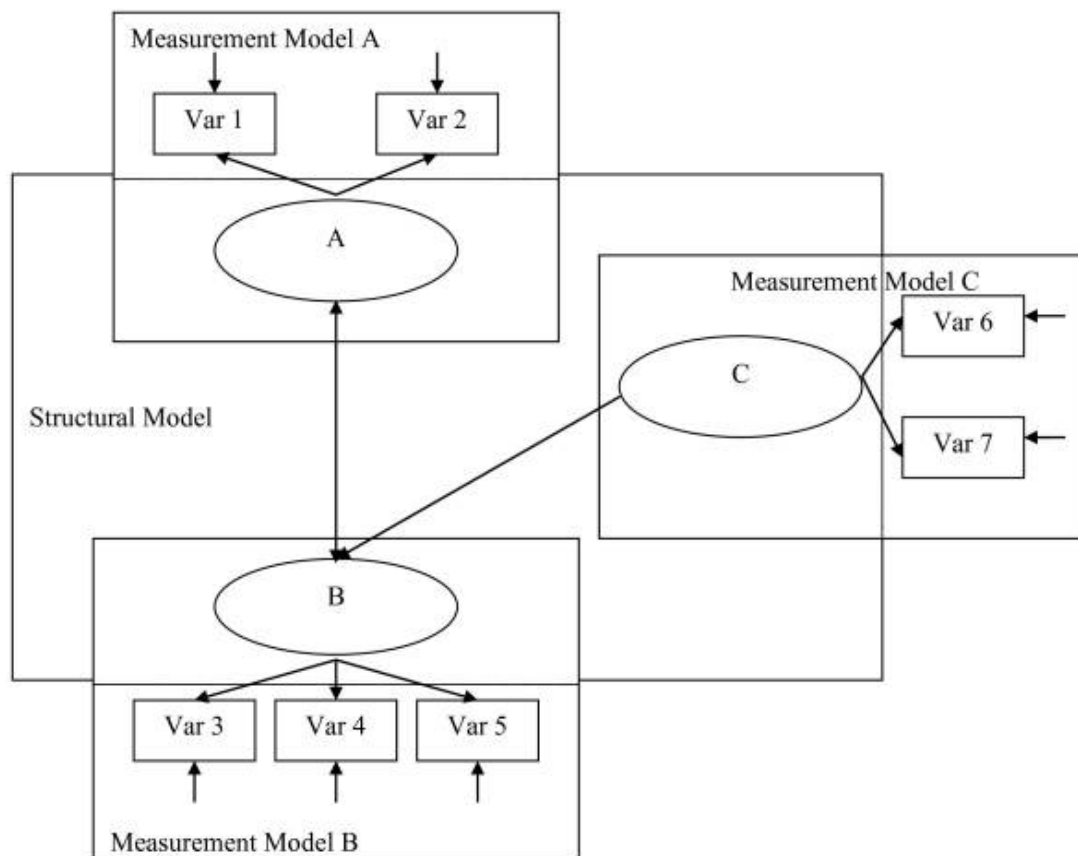 Measurement Model A
Var 1
Var 2
A
Measurement Model C
Var 6
C
Structural Model
Var 7
B
Var 3
Var 4
Var 5
Measurement Model B